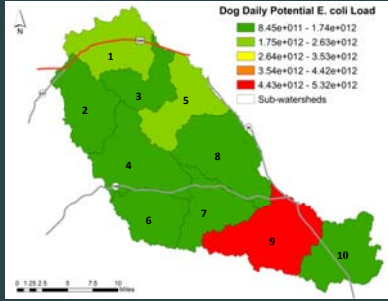 Dog Daily Potential E. coli Load
8.45e+011 - 1.74e+012
1.75e+012 - 2.63e+012
2.64e+012 - 3.53e+012
3.54e+012 - 4.42e+012
4.43e+012 - 5.32e+012
Sub-watersheds
N
1
2
3
5
4
8
6
7
9
10
0 1.25 2.5 5 7.5 10
Miles